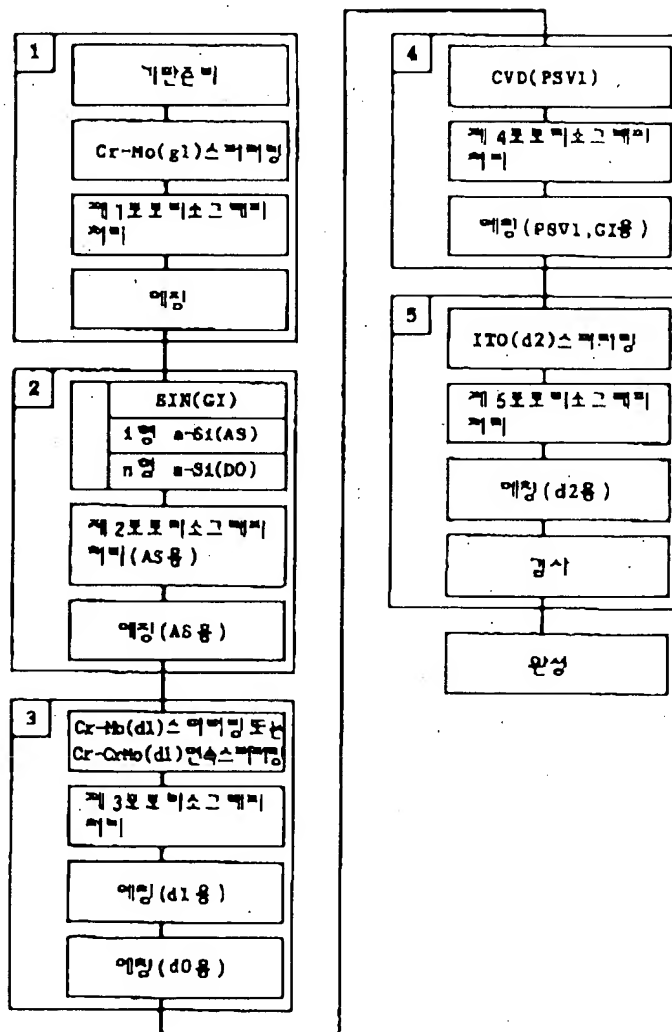 1
기판준비
Cr-Mo(g1)스퍼터링
제1포토리소그래피
처리
에칭
2
SIN(GI)
i형 a-Si(AS)
n형 a-Si(DO)
제2포토리소그래피
처리(AS용)
에칭(AS용)
3
Cr-Mo(d1)스퍼터링 또는
Cr-CrMo(d1)연속스퍼터링
제3포토리소그래피
처리
에칭(d1용)
에칭(d0용)
4
CVD(PSV1)
제4포토리소그래피
처리
에칭(PSV1,GI용)
5
ITO(d2)스퍼터링
제5포토리소그래피
처리
에칭(d2용)
검사
완성